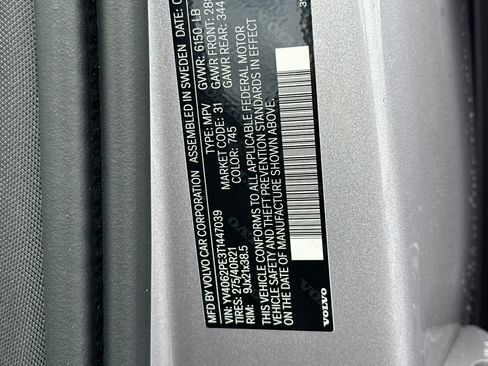 MFD BY VOLVO CAR CORPORATION ASSEMBLED IN SWEDEN DATE:
VIN: YV4062PE3T1447039 TYPE: MPV GVWR: 6150 LB
TIRES: 275/40R21 MARKET CODE: 31 GAWR FRONT: 28
RIM: 9Jx21x38.5 COLOR: 745 GAWR REAR: 344
THIS VEHICLE CONFORMS TO ALL APPLICABLE FEDERAL MOTOR
VEHICLE SAFETY AND THEFT PREVENTION STANDARDS IN EFFECT
ON THE DATE OF MANUFACTURE SHOWN ABOVE.
VOLVO